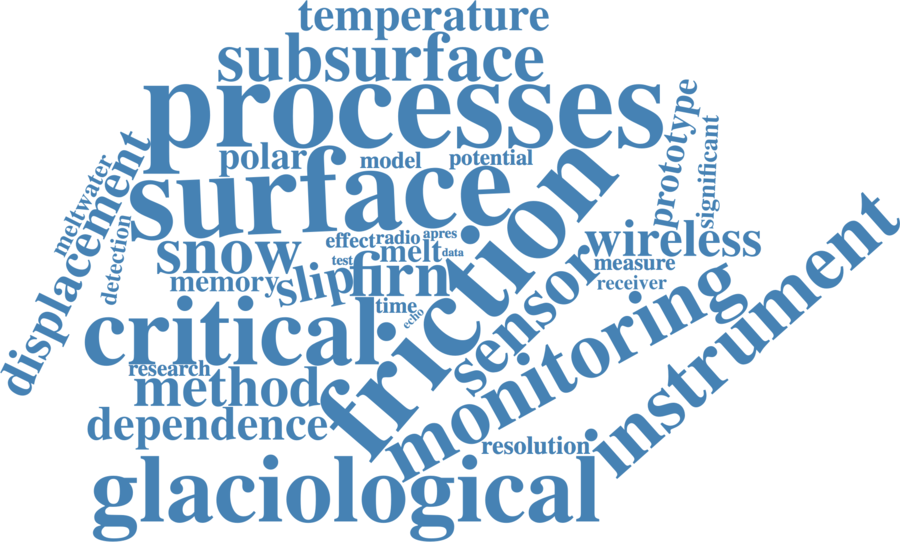 temperature
subsurface
processes
polar
model
potential
prototype
significant
surface
friction
meltwater
displacement
detection
snow
effect
radio
apres
wireless
test
melt
data
measure
memory
slip
firn
sensor
receiver
instrument
time
echo
critical
monitoring
research
method
dependence
resolution
glaciological